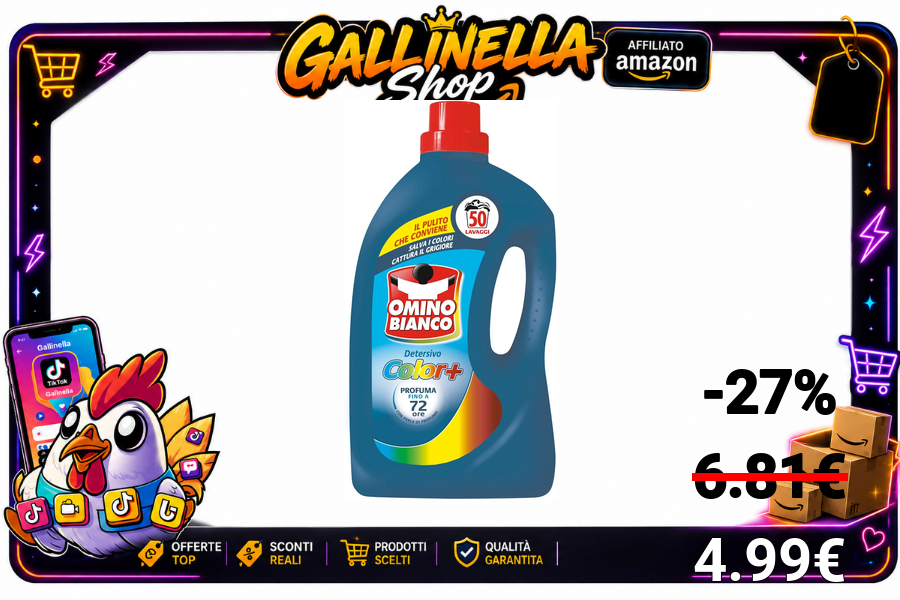 GALLINELLA
Shop
AFFILIATO
amazon
IL PULITO
CHE CONVIENE
SALVA I COLORI
CATTURA IL GRIGIORE
50
LAVAGGI
OMINO
BIANCO
Detersivo
Color+
PROFUMA
FINO A
72
ore
Gallinella
TikTok
Gallinella
-27%
6.81€
4.99€
OFFERTE
TOP
SCONTI
REALI
PRODOTTI
SCELTI
QUALITÀ
GARANTITA